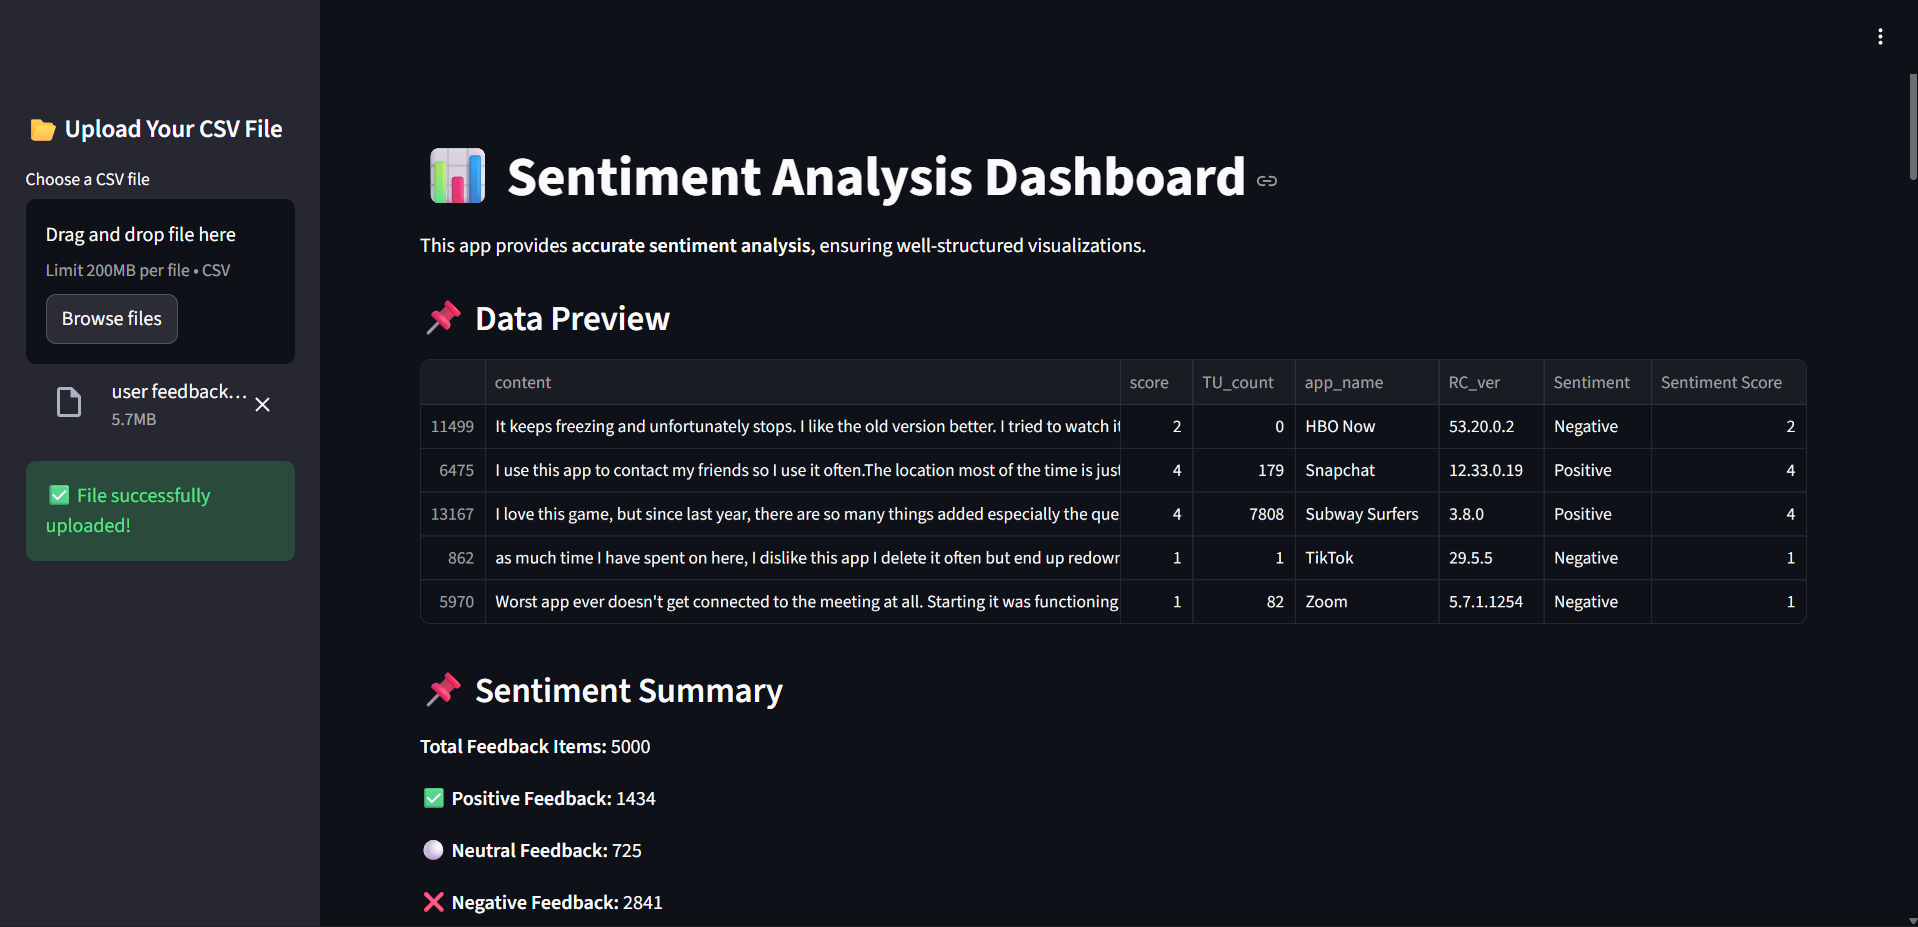 Upload Your CSV File
Choose a CSV file
Drag and drop file here
Limit 200MB per file • CSV
Browse files
user feedback...
5.7MB
File successfully
uploaded!
Sentiment Analysis Dashboard
This app provides accurate sentiment analysis, ensuring well-structured visualizations.
Data Preview
content score TU_count app_name RC_ver Sentiment Sentiment Score
11499 It keeps freezing and unfortunately stops. I like the old version better. I tried to watch it 2 0 HBO Now 53.20.0.2 Negative 2
6475 I use this app to contact my friends so I use it often.The location most of the time is just 4 179 Snapchat 12.33.0.19 Positive 4
13167 I love this game, but since last year, there are so many things added especially the que 4 7808 Subway Surfers 3.8.0 Positive 4
862 as much time I have spent on here, I dislike this app I delete it often but end up redown 1 1 TikTok 29.5.5 Negative 1
5970 Worst app ever doesn't get connected to the meeting at all. Starting it was functioning 1 82 Zoom 5.7.1.1254 Negative 1
Sentiment Summary
Total Feedback Items: 5000
Positive Feedback: 1434
Neutral Feedback: 725
Negative Feedback: 2841